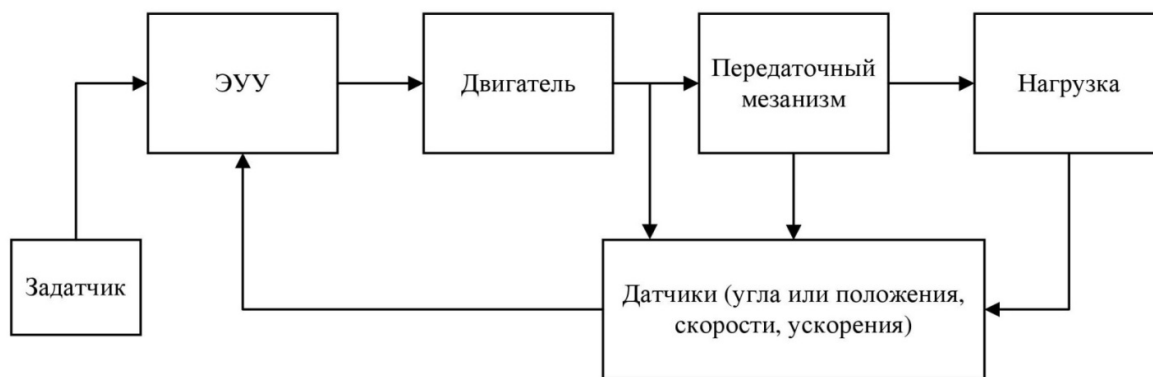 ЭУУ
Двигатель
Передаточный
мезанизм
Нагрузка
Задатчик
Датчики (угла или положения,
скорости, ускорения)